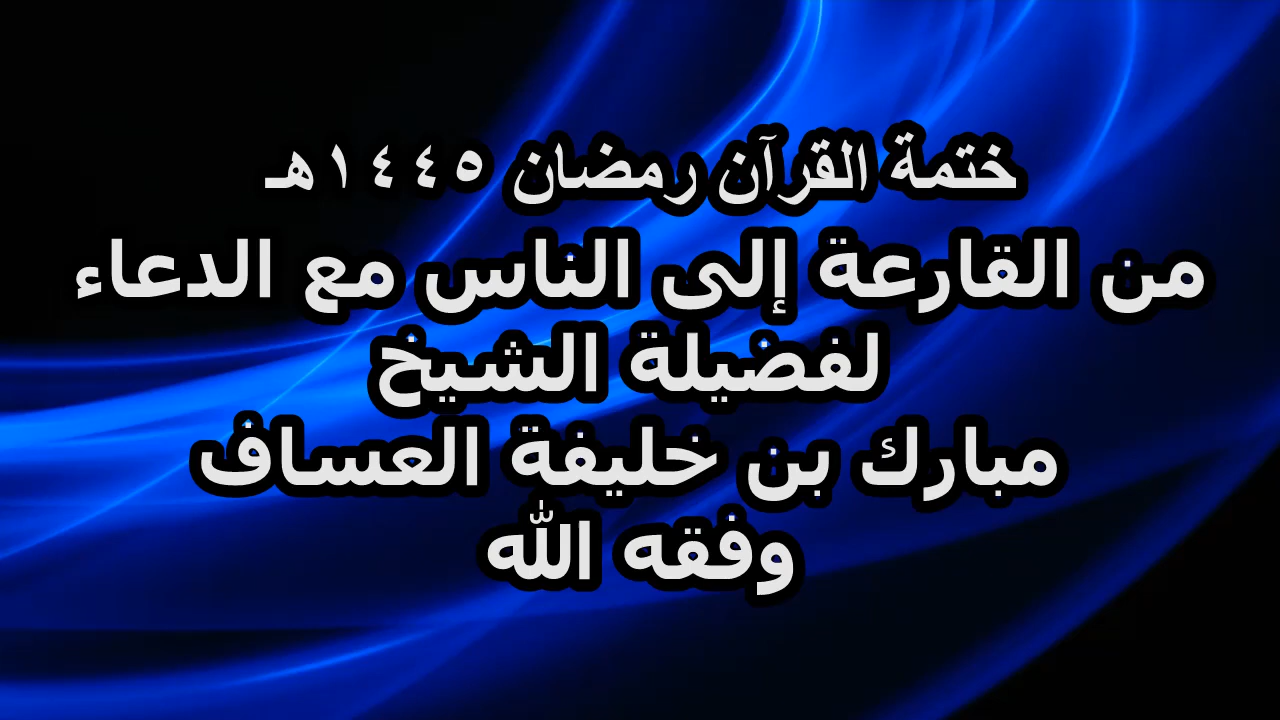 ختمة القرآن رمضان ١٤٤٥هـ
من القارعة إلى الناس مع الدعاء
لفضيلة الشيخ
مبارك بن خليفة العساف
وفقه الله